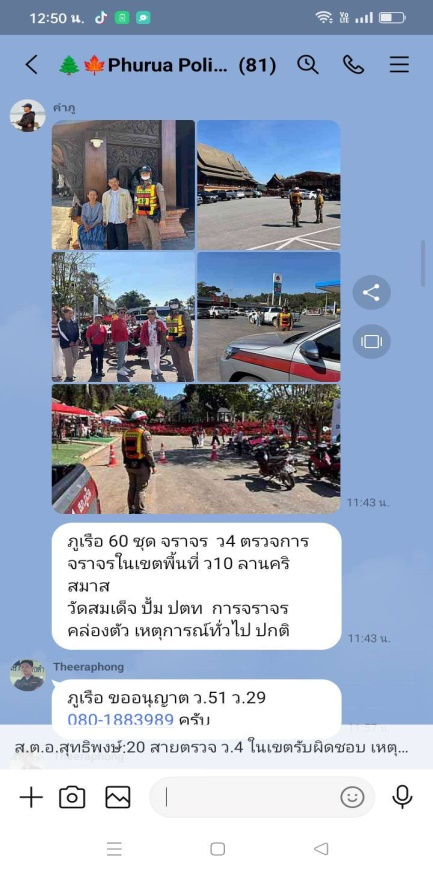 12:50 น.
Phurua Poli... (81)
คำภู
11:43 น.
ภูเรือ 60 ชุด จราจร ว4 ตรวจการ
จราจรในเขตพื้นที่ ว10 ลานคริ
สมาส
วัดสมเด็จ ปั้ม ปตท การจราจร
คล่องตัว เหตุการณ์ทั่วไป ปกติ
11:43 น.
Theeraphong
ภูเรือ ขออนุญาต ว.51 ว.29
080-1883989 ครับ
ส.ต.อ.สุทธิพงษ์:20 สายตรวจ ว.4 ในเขตรับผิดชอบ เหตุ...